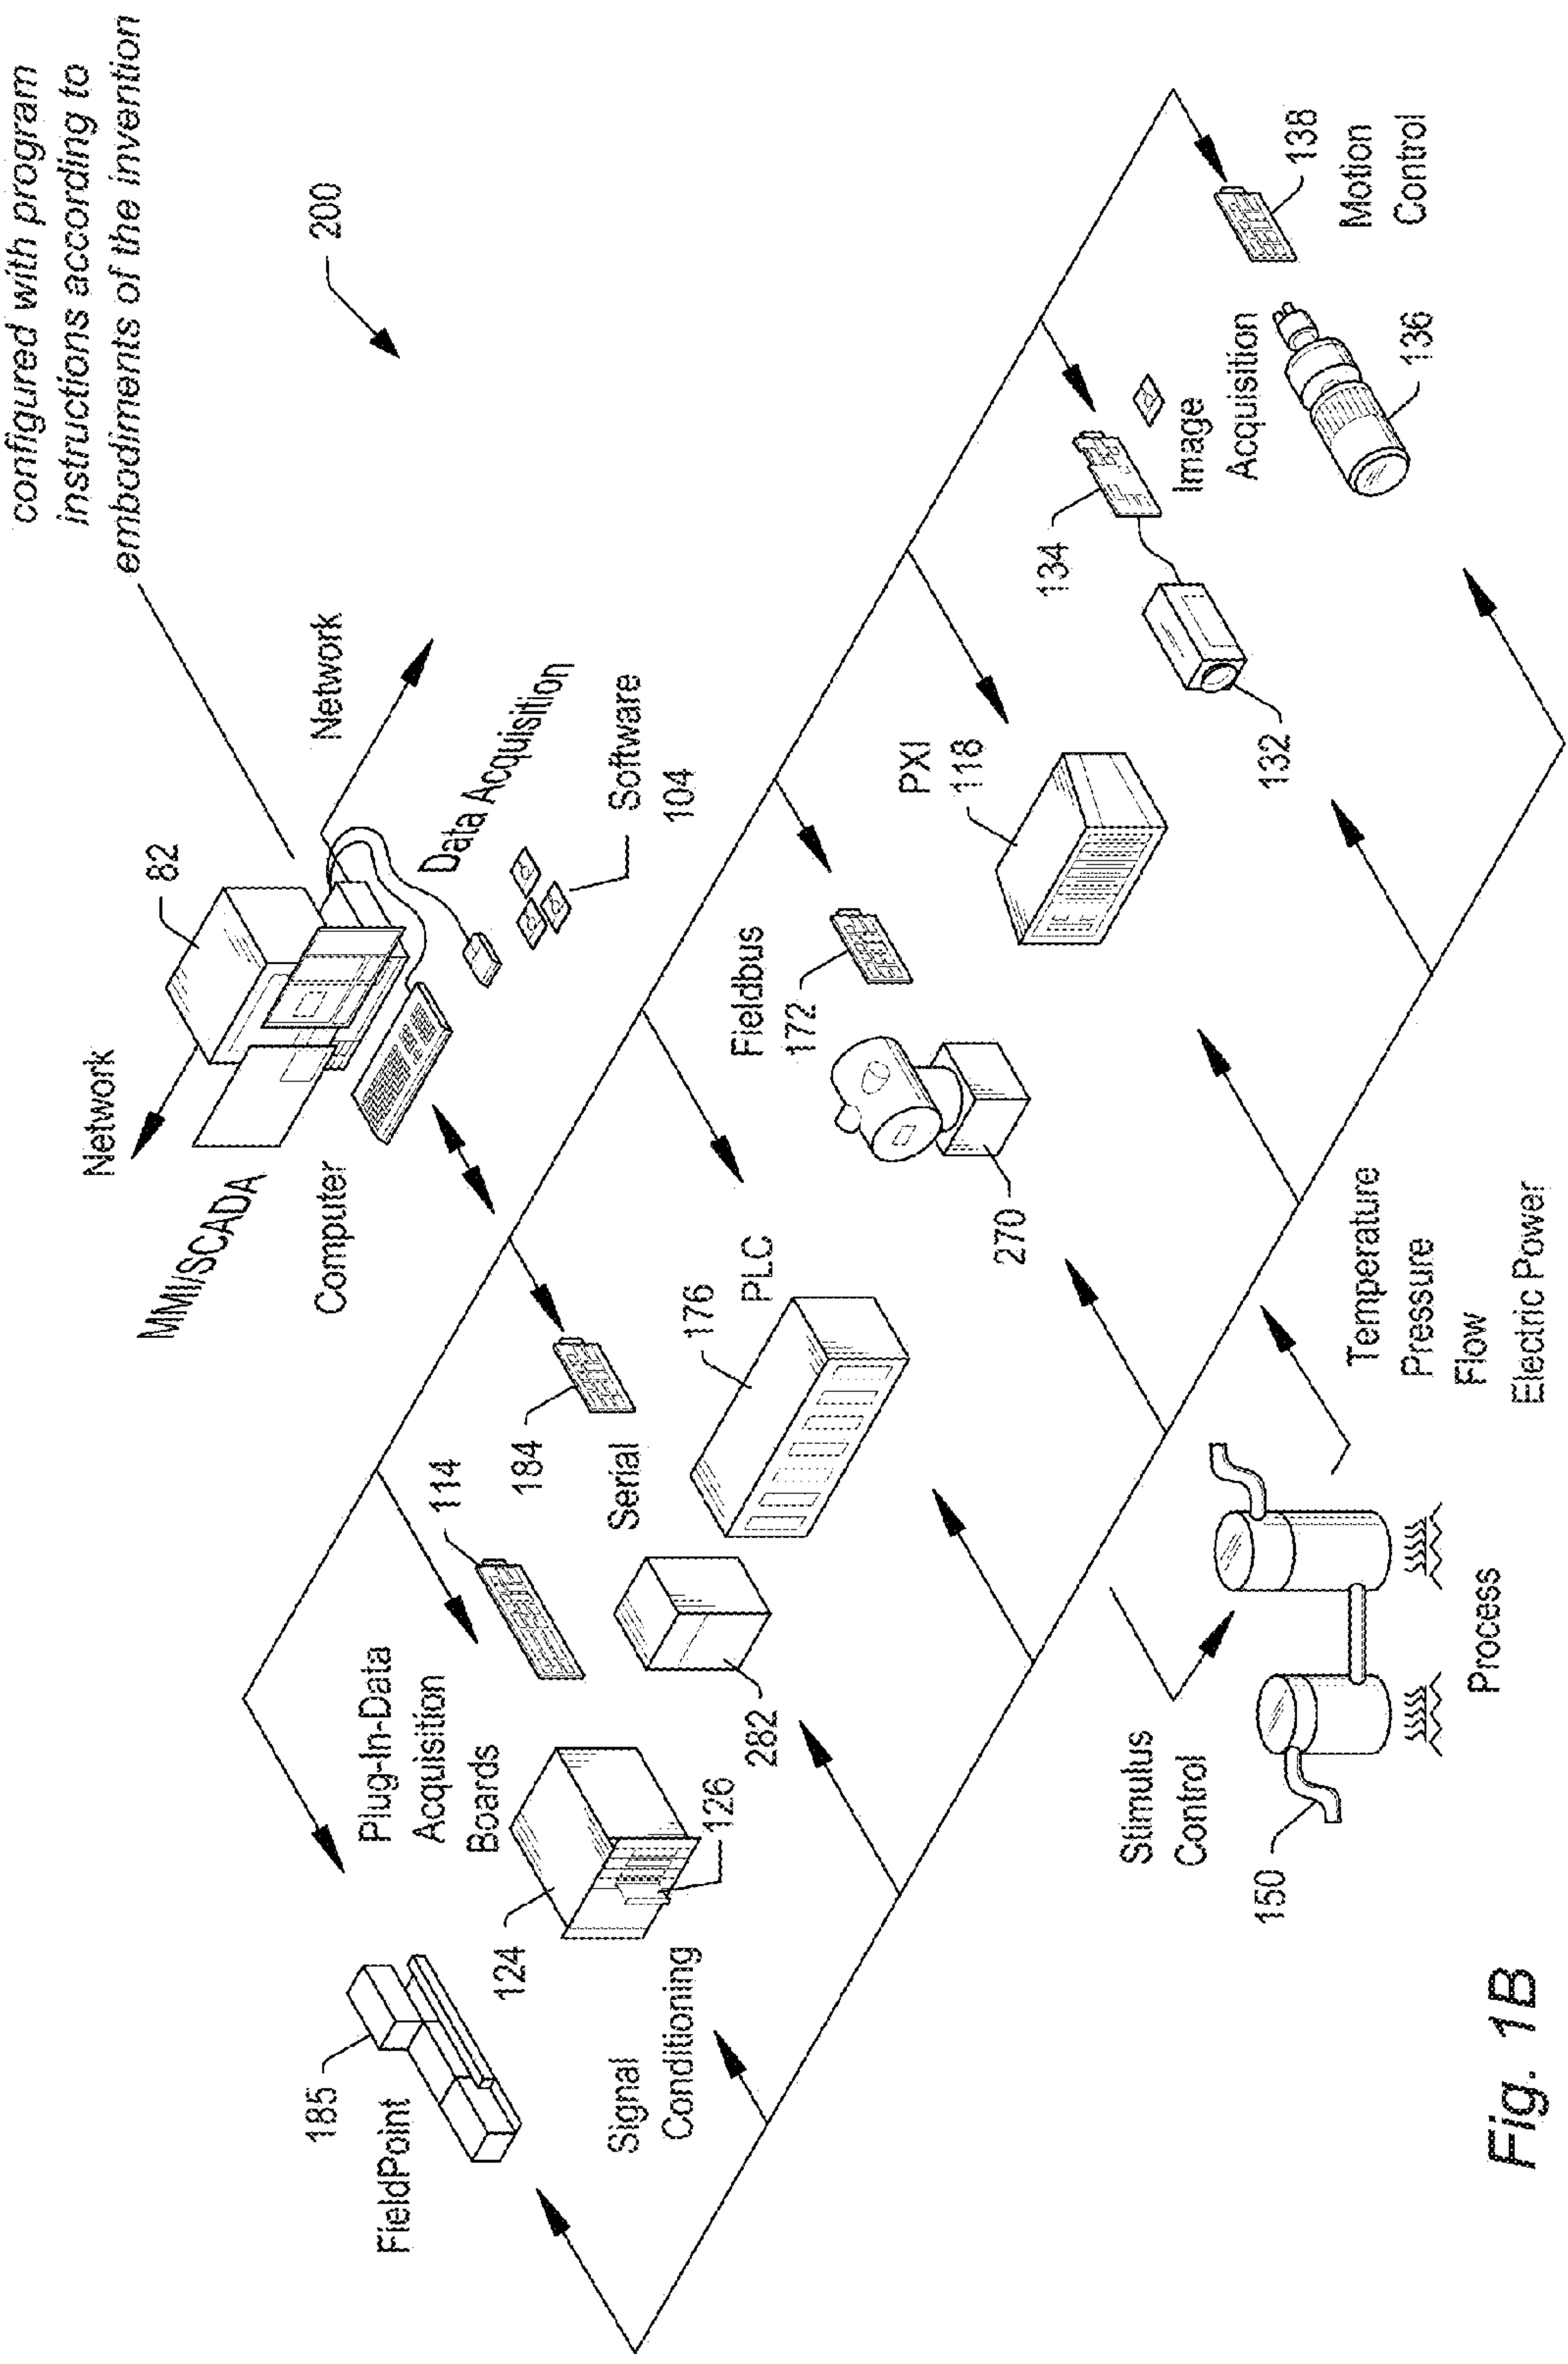 configured with program
instructions according to
embodiments of the invention
200
Network
82
MMI/SCADA
Computer
Network
Data Acquisition
Software
104
185
FieldPoint
Plug-In-Data
Acquisition
Boards
114
124
126
Signal
Conditioning
184
Serial
282
176
PLC
Fieldbus
172
270
PXI
118
134
132
Image
Acquisition
136
138
Motion
Control
Stimulus
Control
150
Process
Temperature
Pressure
Flow
Electric Power
Fig. 1B